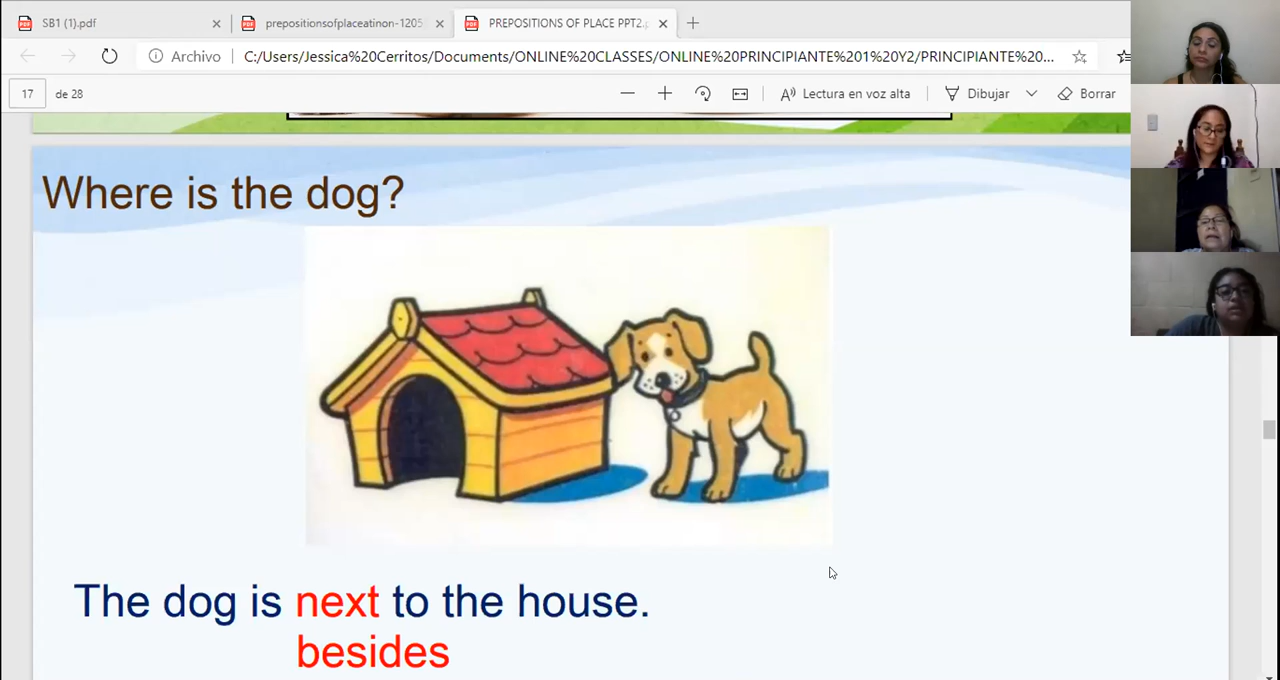 SB1 (1).pdf
prepositionsofplaceatinon-1205
PREPOSITIONS OF PLACE PPT2.p
Archivo
C:/Users/Jessica%20Cerritos/Documents/ONLINE%20CLASSES/ONLINE%20PRINCIPIANTE%201%20Y2/PRINCIPIANTE%20...
17 de 28
Lectura en voz alta
Dibujar
Borrar
Where is the dog?
The dog is next to the house.
besides